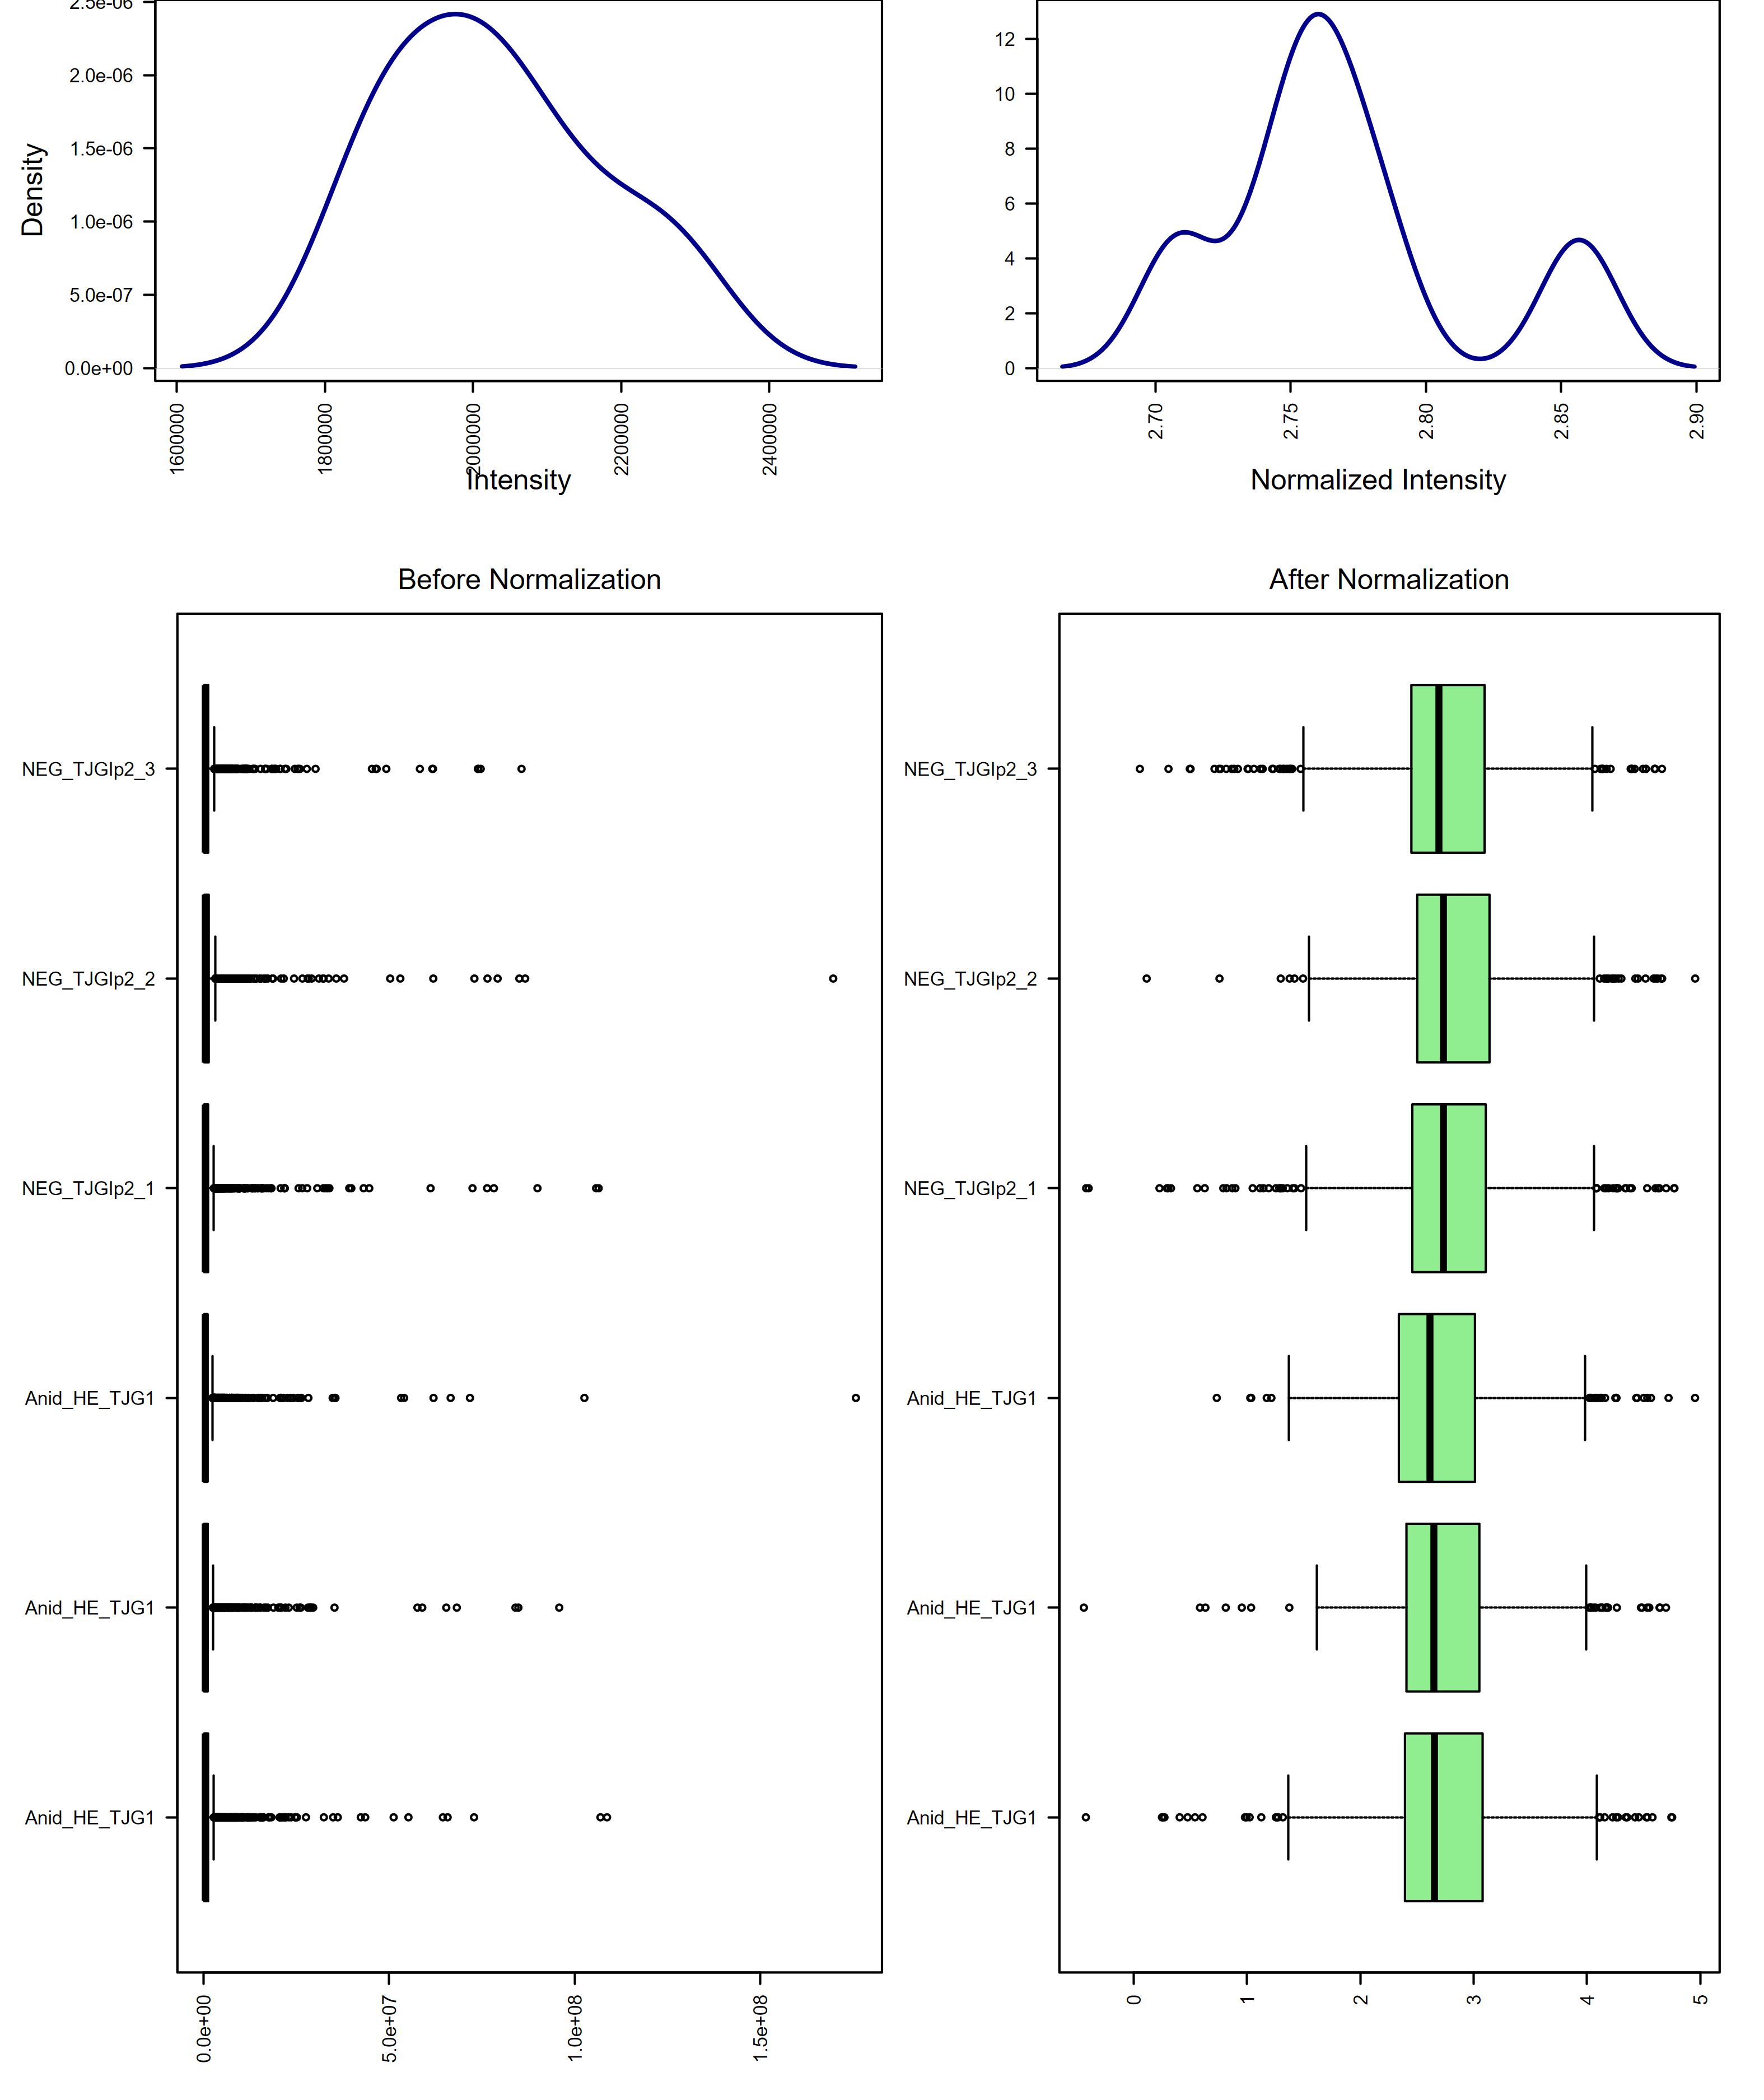 2.5e-06
2.0e-06
1.5e-06
1.0e-06
5.0e-07
0.0e+00
Density
1600000
1800000
2000000
2200000
2400000
Intensity
12
10
8
6
4
2
0
2.70
2.75
2.80
2.85
2.90
Normalized Intensity
Before Normalization
NEG_TJGIp2_3
NEG_TJGIp2_2
NEG_TJGIp2_1
Anid_HE_TJG1
Anid_HE_TJG1
Anid_HE_TJG1
0.0e+00
5.0e+07
1.0e+08
1.5e+08
After Normalization
NEG_TJGIp2_3
NEG_TJGIp2_2
NEG_TJGIp2_1
Anid_HE_TJG1
Anid_HE_TJG1
Anid_HE_TJG1
0
1
2
3
4
5